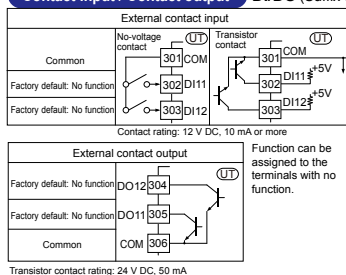 External contact input
No-voltage contact
Transistor contact
UT
UT
Common
301 COM
301 COM
Factory default: No function
302 DI11
302 DI11 +5V
Factory default: No function
303 DI12
303 DI12 +5V
Contact rating: 12 V DC, 10 mA or more
External contact output
UT
Factory default: No function
DO12 304
Factory default: No function
DO11 305
Common
COM 306
Transistor contact rating: 24 V DC, 50 mA
Function can be
assigned to the
terminals with no
function.